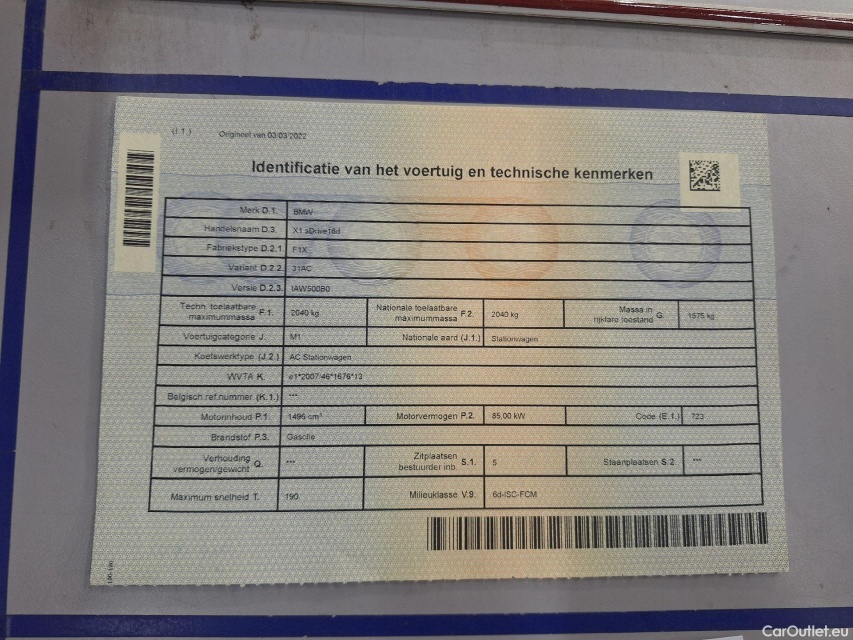 (J.1.) Origineel van 03/03/2022
Identificatie van het voertuig en technische kenmerken
Merk D.1. BMW
Handelsnaam D.3. X1 sDrive16d
Fabriekstype D.2.1. F1X
Variant D.2.2. 31AC
Versie D.2.3. IAW500B0
Techn. toelaatbare maximummassa F.1. 2040 kg Nationale toelaatbare maximummassa F.2. 2040 kg Massa in rijklare toestand G. 1575 kg
Voertuigcategorie J. M1 Nationale aard (J.1.) Stationwagen
Koetswerktype (J.2.) AC Stationwagen
WVTA K. e1*2007/46*1676*13
Belgisch ref.nummer (K.1.) ---
Motorinhoud P.1. 1496 cm³ Motorvermogen P.2. 85,00 kW Code (E.1.) 723
Brandstof P.3. Gasolie
Verhouding vermogen/gewicht Q. --- Zitplaatsen bestuurder inb. S.1. 5 Staanplaatsen S.2. ---
Maximum snelheid T. 190 Milieuklasse V.9. 6d-ISC-FCM
CarOutlet.eu